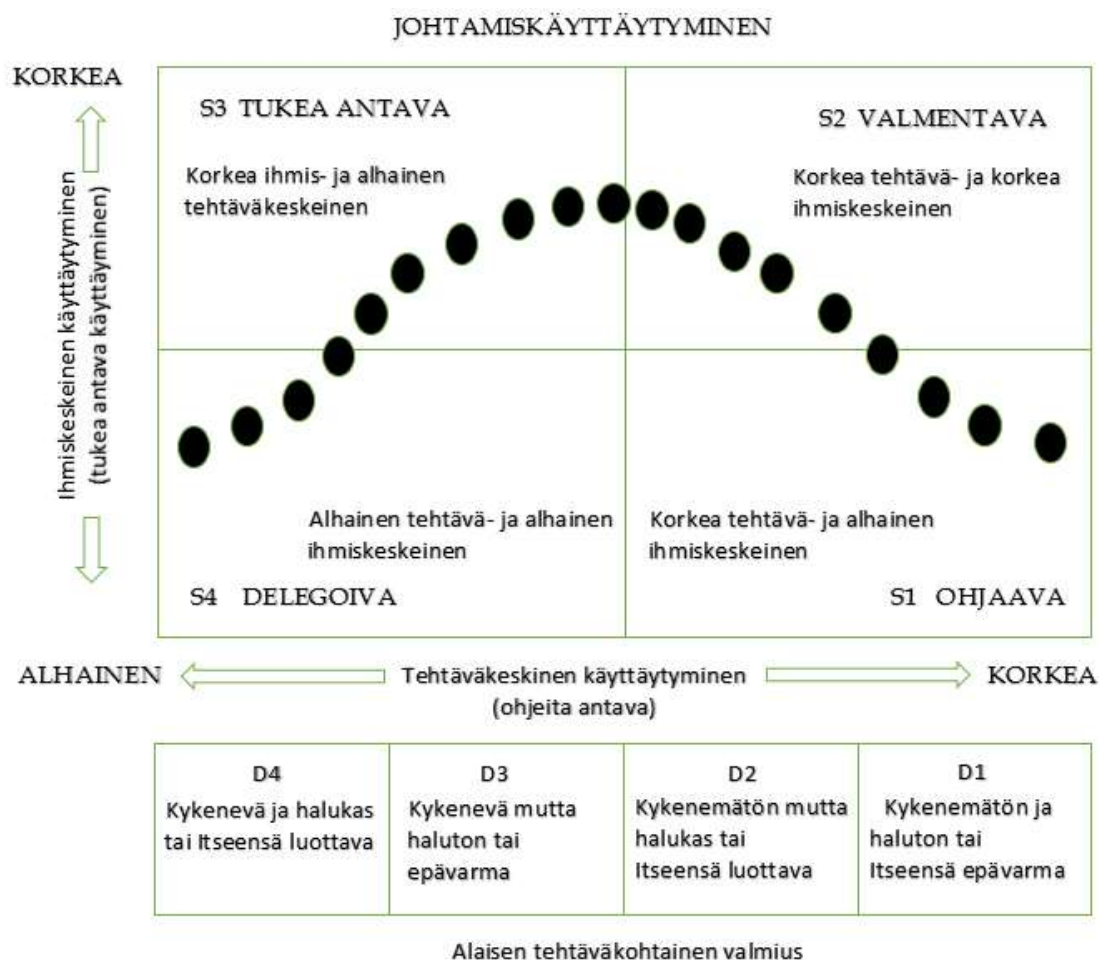 JOHTAMISKÄYTTÄYTYMINEN
KORKEA
S3 TUKEA ANTAVA
Korkea ihmis- ja alhainen
tehtäväkeskeinen
S2 VALMENTAVA
Korkea tehtävä- ja korkea
ihmiskeskeinen
Ihmiskeskeinen käyttäytyminen
(tukea antava käyttäyminen)
Alhainen tehtävä- ja alhainen
ihmiskeskeinen
S4 DELEGOIVA
Korkea tehtävä- ja alhainen
ihmiskeskeinen
S1 OHJAAVA
ALHAINEN
Tehtäväkeskinen käyttäytyminen
(ohjeita antava)
KORKEA
D4
Kykenevä ja halukas
tai Itseensä luottava
D3
Kykenevä mutta
haluton tai
epävarma
D2
Kykenemätön mutta
halukas tai
Itseensä luottava
D1
Kykenemätön ja
haluton tai
Itseensä epävarma
Alaisen tehtäväkohtainen valmius